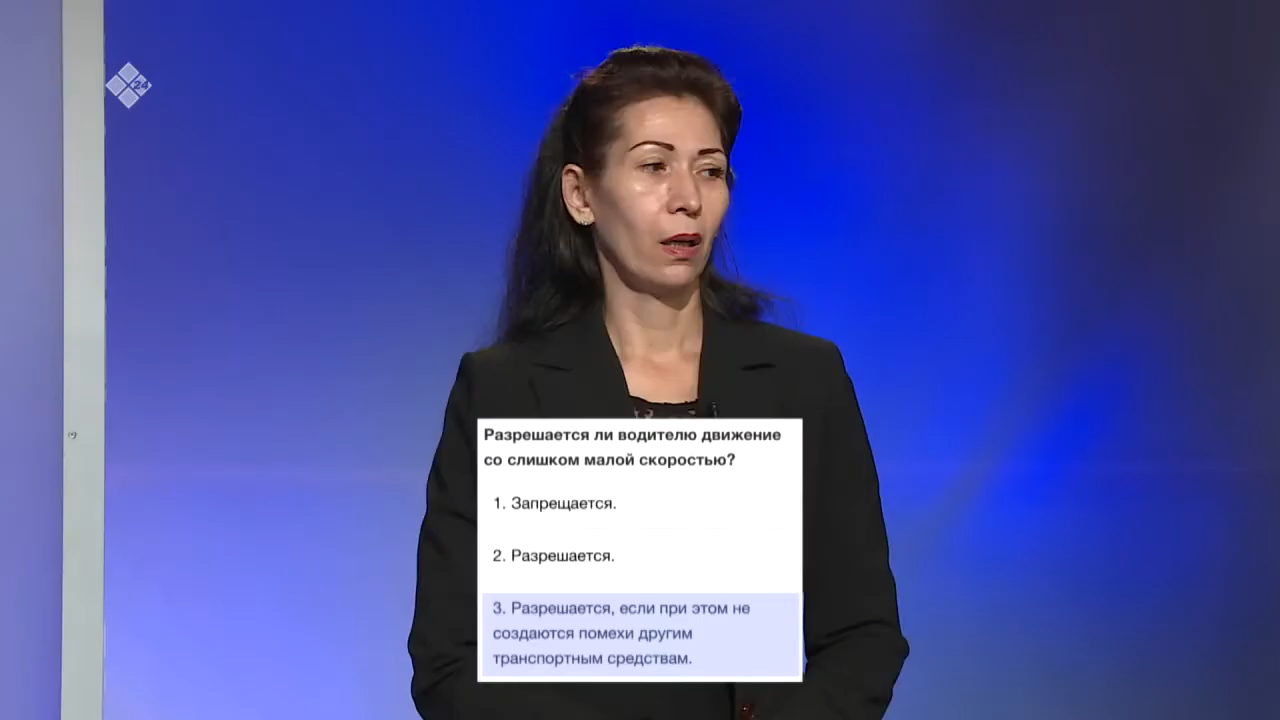 24
Разрешается ли водителю движение
со слишком малой скоростью?
1. Запрещается.
2. Разрешается.
3. Разрешается, если при этом не
создаются помехи другим
транспортным средствам.